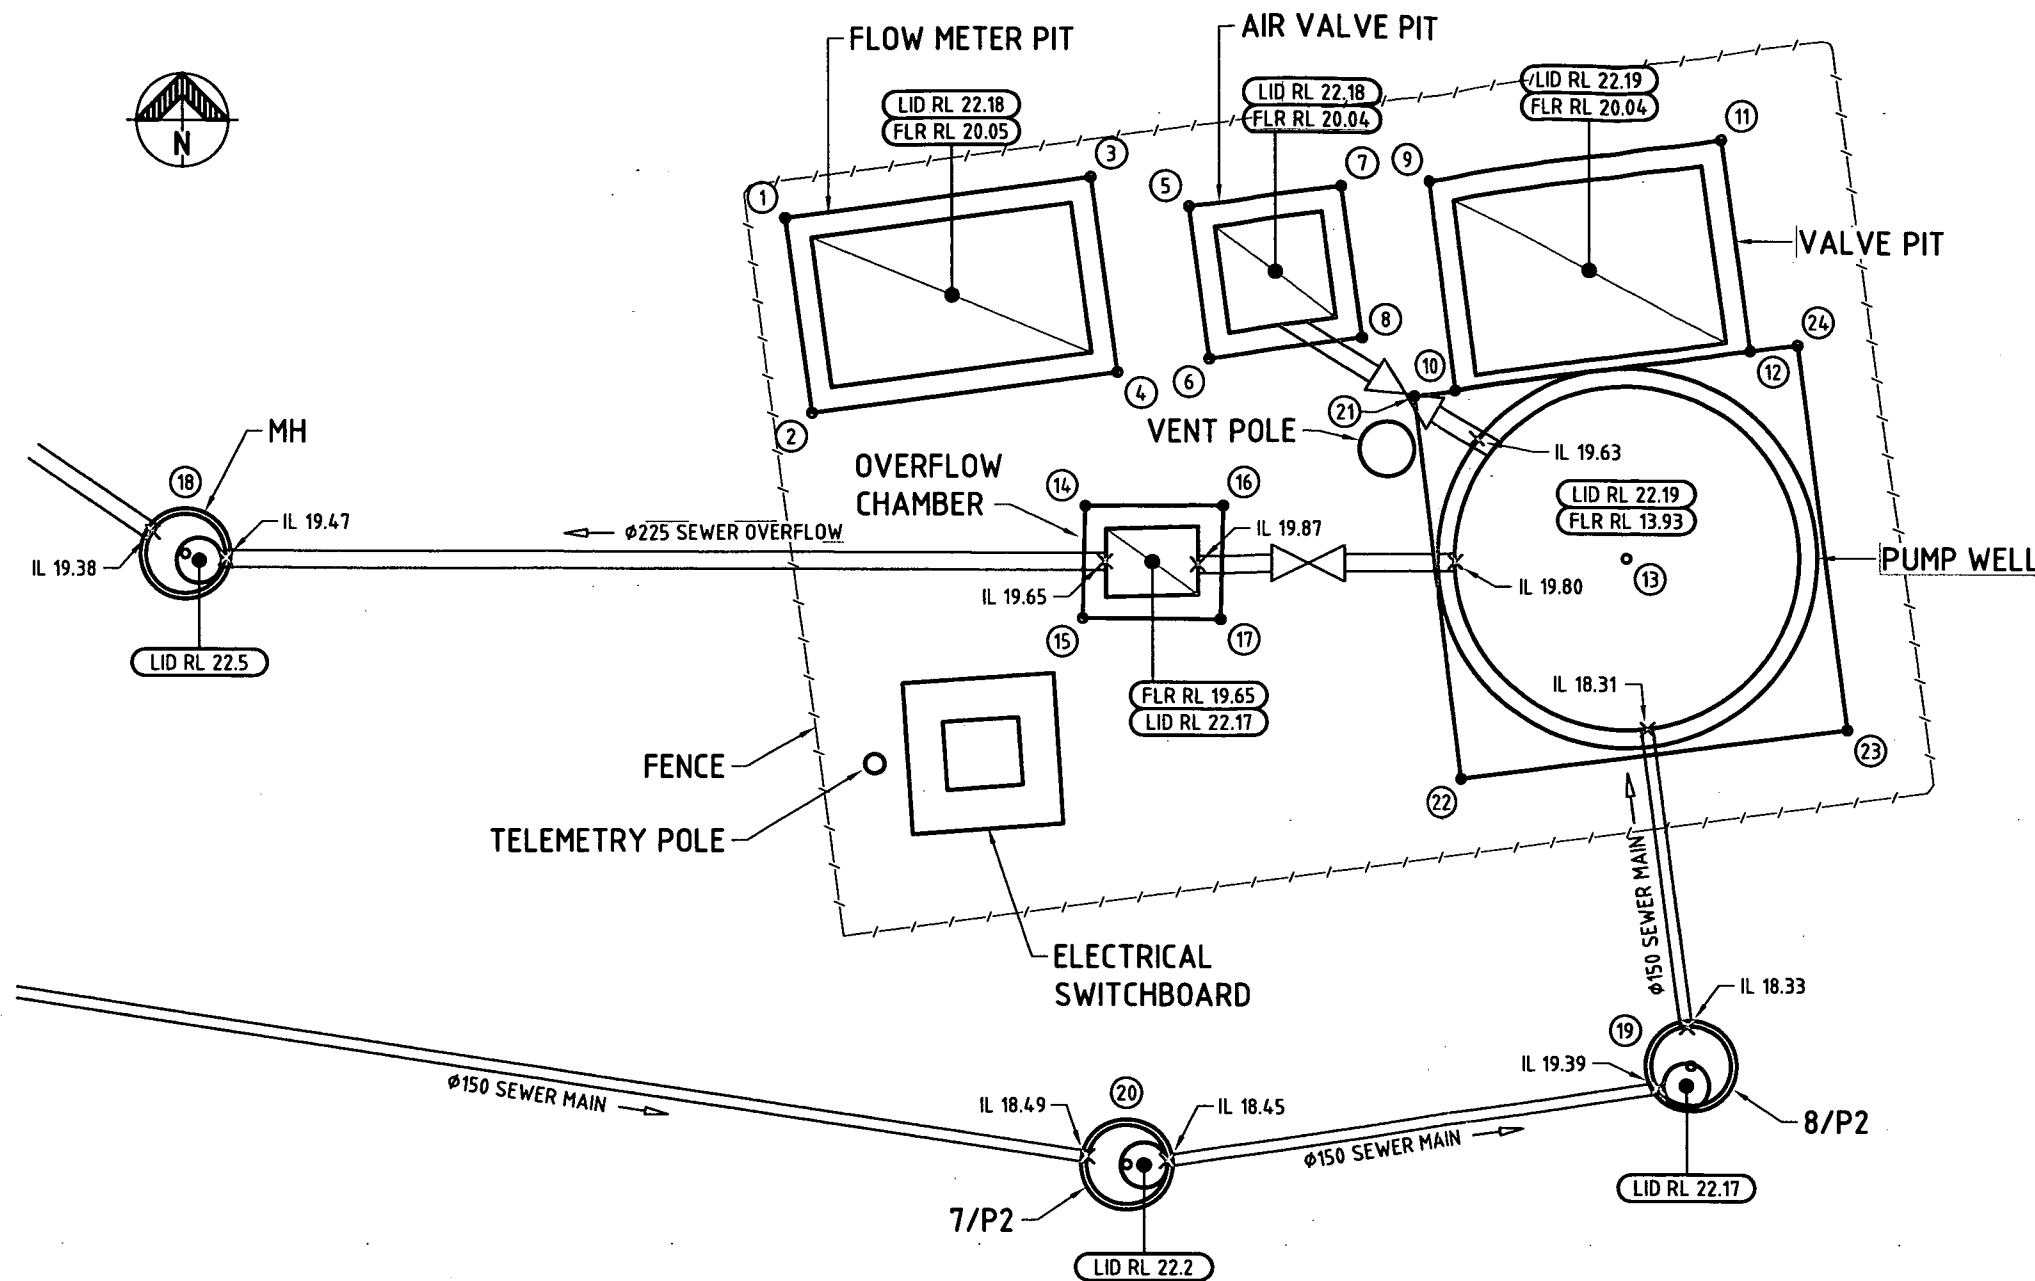 FLOW METER PIT
AIR VALVE PIT
LID RL 22.18
FLR RL 20.05
LID RL 22.18
FLR RL 20.04
LID RL 22.19
FLR RL 20.04
N
1
3
5
7
9
11
VALVE PIT
2
4
6
8
10
12
24
21
MH
18
VENT POLE
OVERFLOW
CHAMBER
14
16
IL 19.63
LID RL 22.19
FLR RL 13.93
IL 19.47
ø225 SEWER OVERFLOW
IL 19.87
IL 19.38
IL 19.65
IL 19.80
13
PUMP WELL
15
17
LID RL 22.5
FLR RL 19.65
LID RL 22.17
IL 18.31
FENCE
23
22
TELEMETRY POLE
ELECTRICAL
SWITCHBOARD
ø150 SEWER MAIN
IL 18.33
19
IL 19.39
ø150 SEWER MAIN
20
IL 18.49
IL 18.45
ø150 SEWER MAIN
8/P2
7/P2
LID RL 22.17
LID RL 22.2